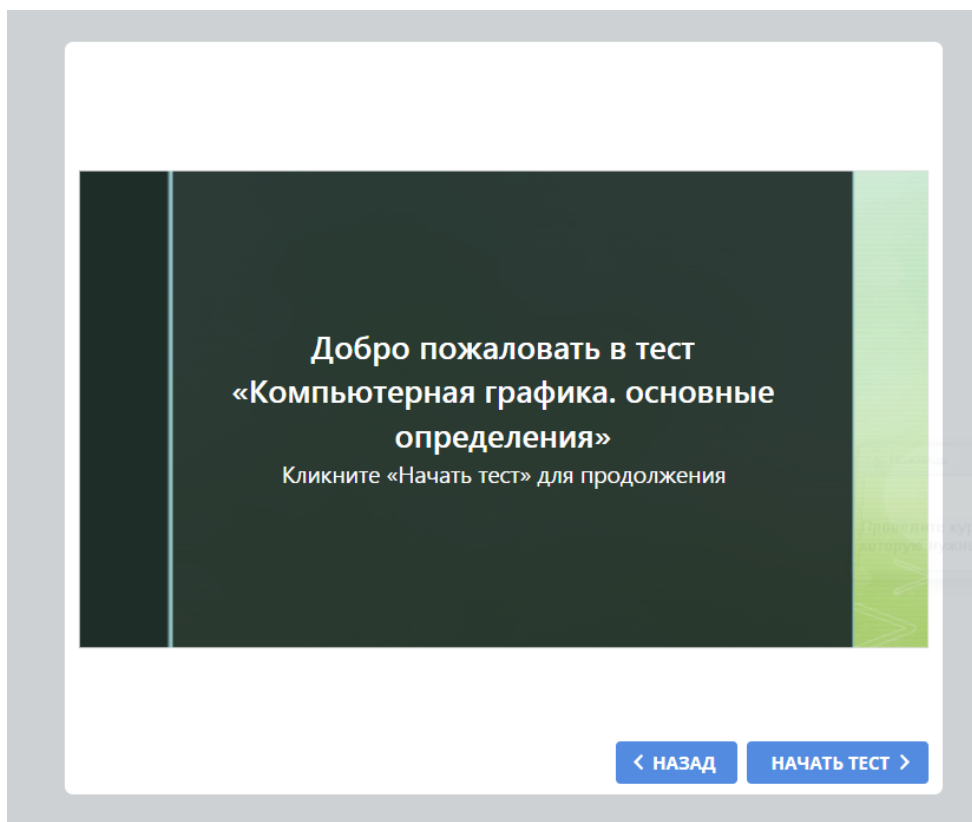 Добро пожаловать в тест
«Компьютерная графика. основные
определения»
Кликните «Начать тест» для продолжения
НАЗАД
НАЧАТЬ ТЕСТ